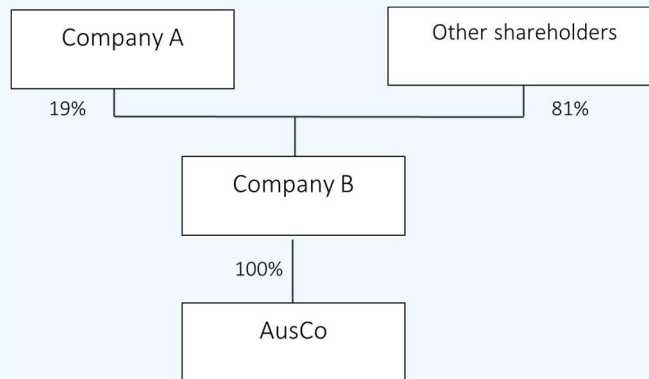 Company A
Other shareholders
19%
81%
Company B
100%
AusCo